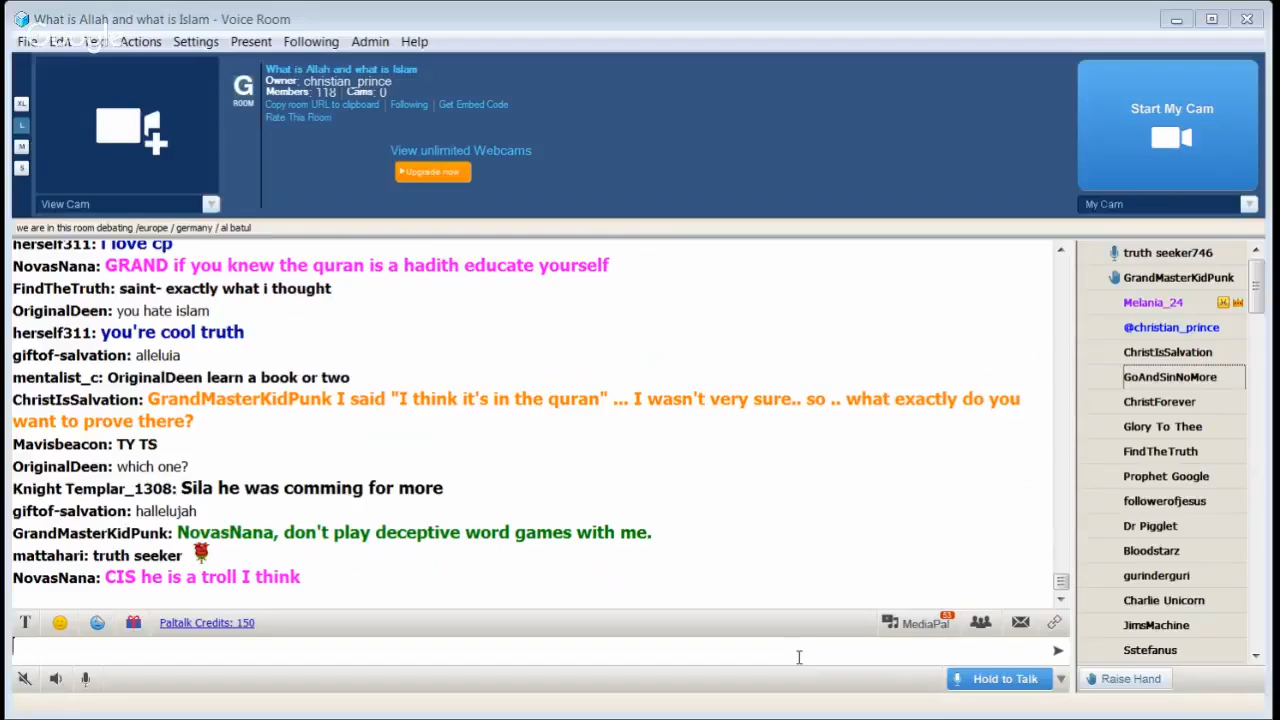 What is Allah and what is Islam - Voice Room
Google
File Edit Text Actions Settings Present Following Admin Help
What is Allah and what is Islam
Owner: christian_prince
Members: 118 Cams: 0
Copy room URL to clipboard Following Get Embed Code
Rate This Room
G
ROOM
XL
L
M
S
View unlimited Webcams
Upgrade now
Start My Cam
View Cam
My Cam
we are in this room debating /europe / germany / al batul
herself311: i love cp
NovasNana: GRAND if you knew the quran is a hadith educate yourself
FindTheTruth: saint- exactly what i thought
OriginalDeen: you hate islam
herself311: you're cool truth
giftof-salvation: alleluia
mentalist_c: OriginalDeen learn a book or two
ChristIsSalvation: GrandMasterKidPunk I said "I think it's in the quran" ... I wasn't very sure.. so .. what exactly do you
want to prove there?
Mavisbeacon: TY TS
OriginalDeen: which one?
Knight Templar_1308: Sila he was comming for more
giftof-salvation: hallelujah
GrandMasterKidPunk: NovasNana, don't play deceptive word games with me.
mattahari: truth seeker
NovasNana: CIS he is a troll I think
truth seeker746
GrandMasterKidPunk
Melania_24
@christian_prince
ChristIsSalvation
GoAndSinNoMore
ChristForever
Glory To Thee
FindTheTruth
Prophet Google
followerofjesus
Dr Pigglet
Bloodstarz
gurinderguri
Charlie Unicorn
JimsMachine
Sstefanus
T
Paltalk Credits: 150
MediaPal
53
Hold to Talk
Raise Hand